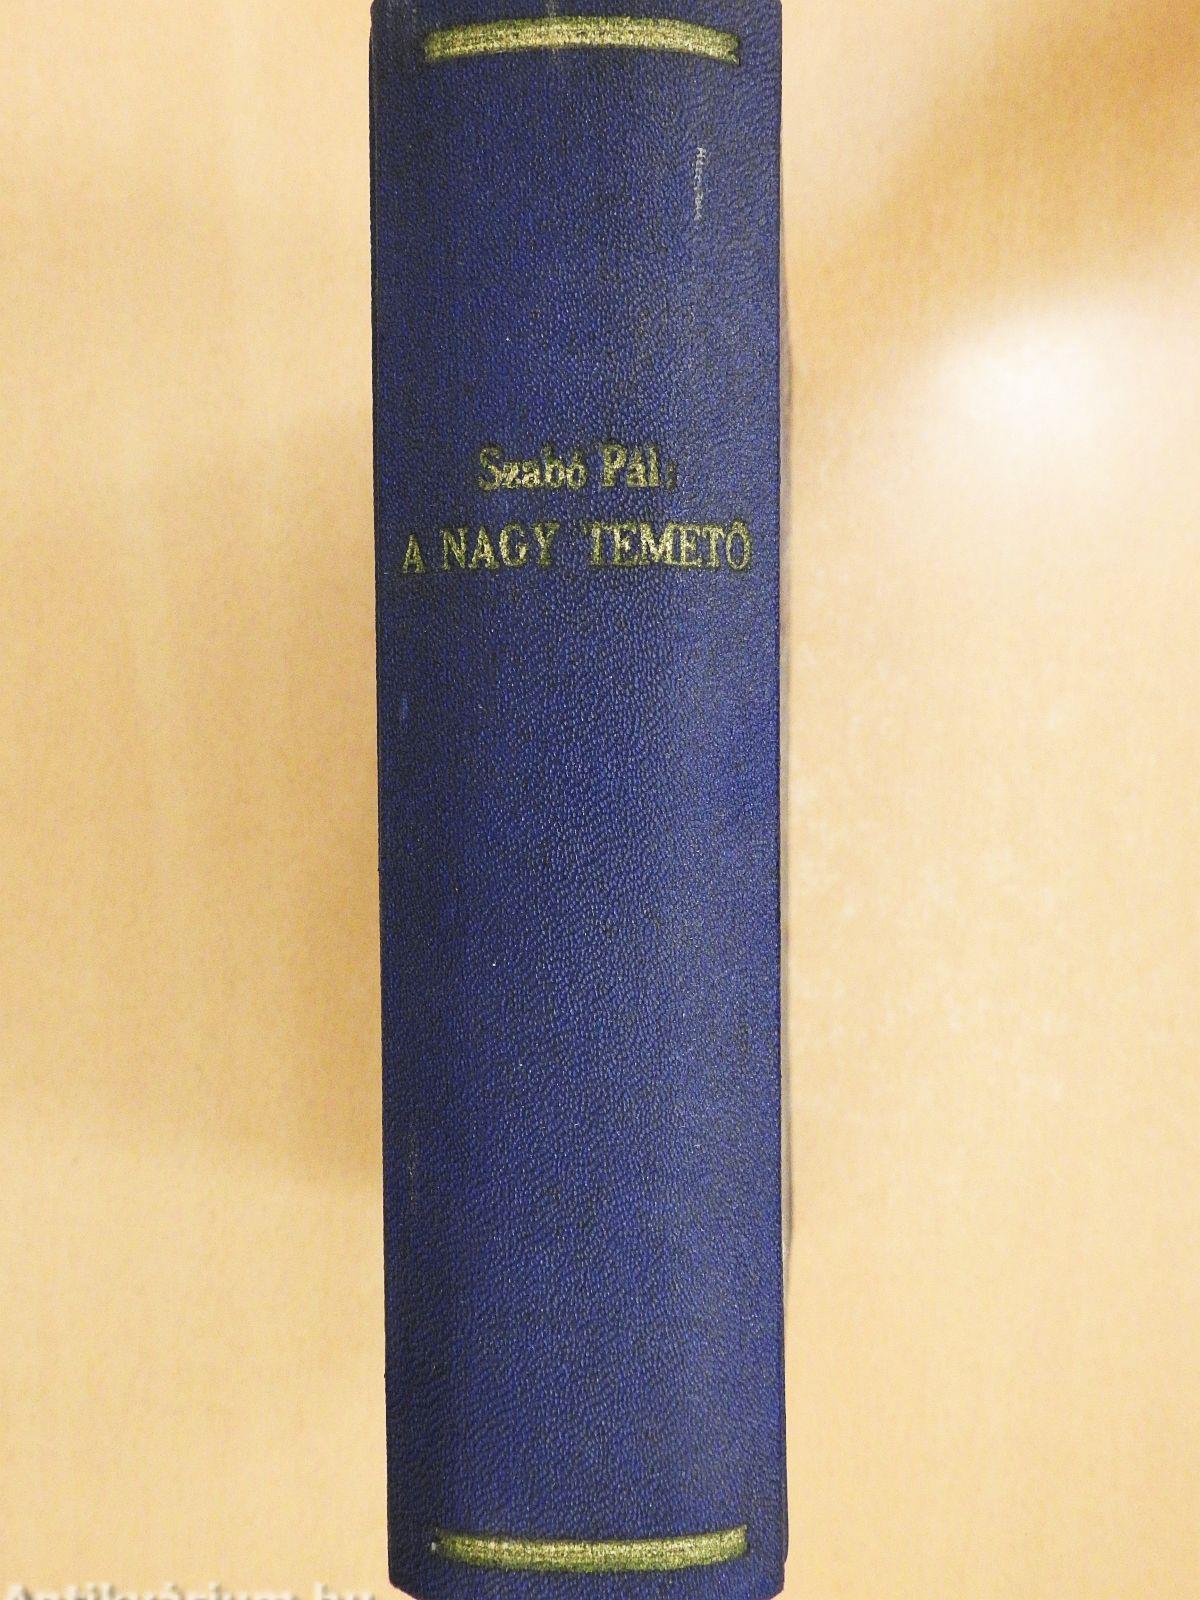 Szabó Pál:
A NAGY TEMETŐ